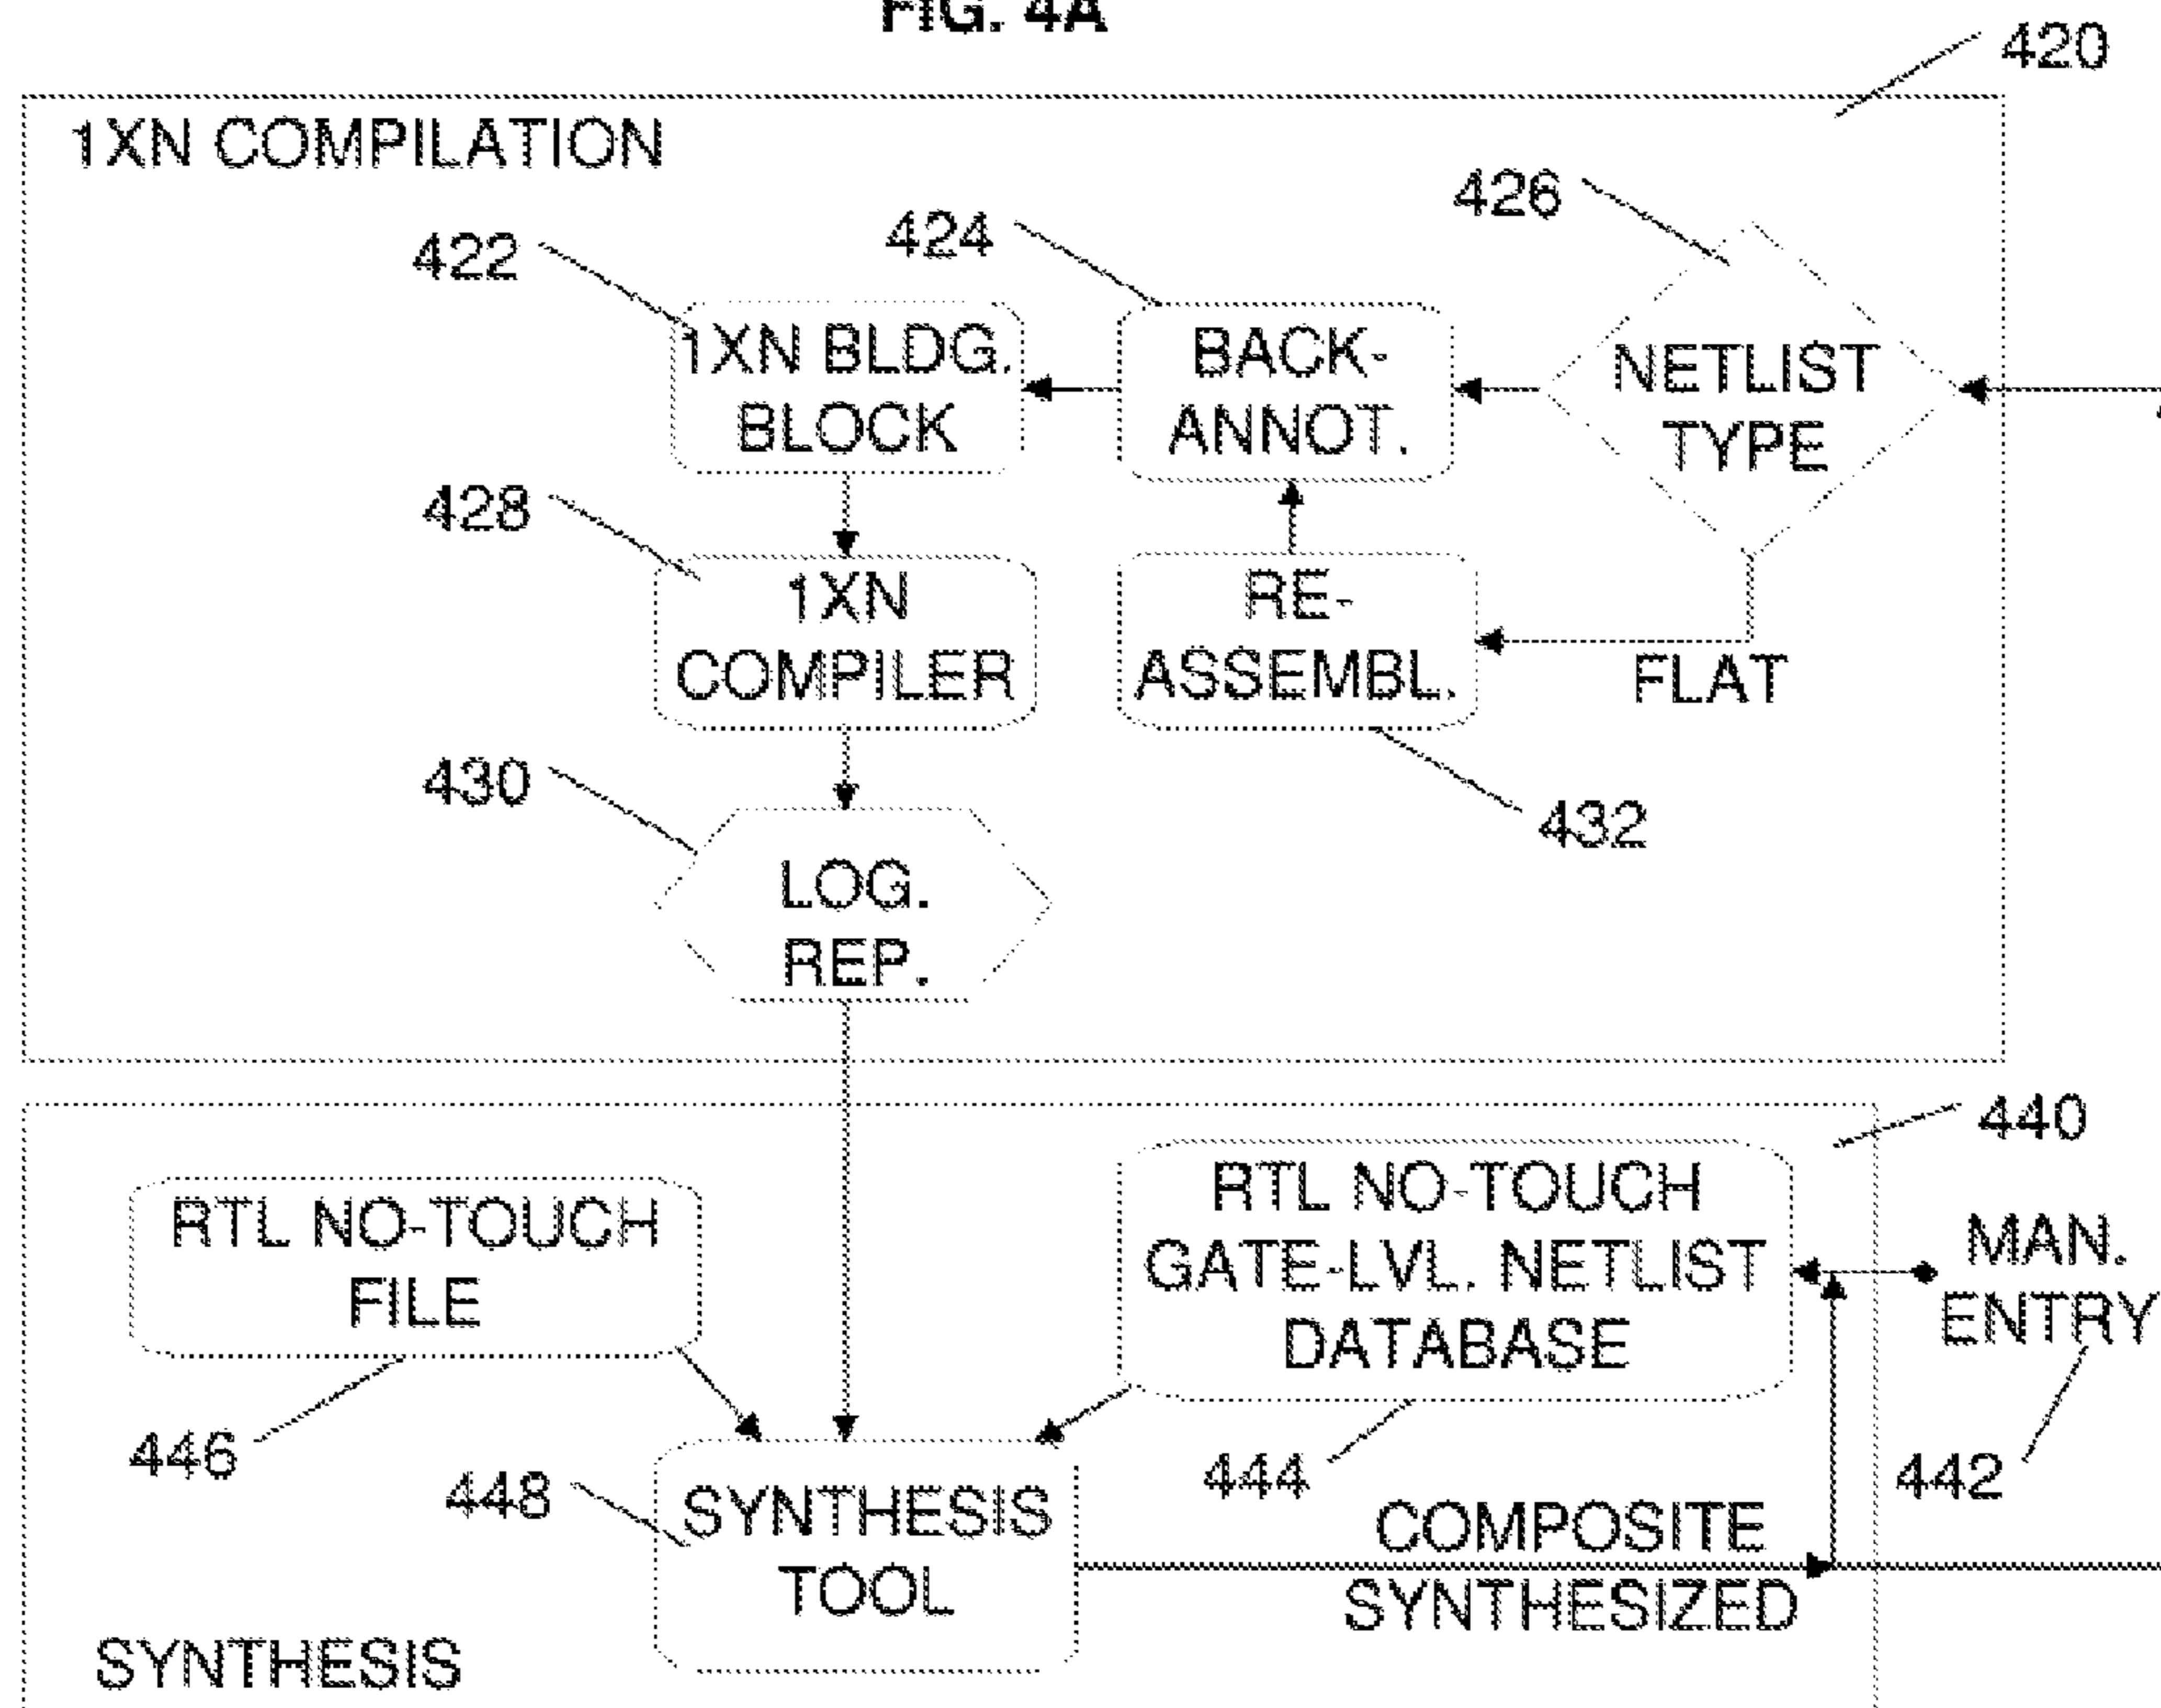 FIG. 4A
420
1XN COMPILATION
426
424
422
1XN BLDG.
BLOCK
BACK-
ANNOT.
NETLIST
TYPE
428
1XN
COMPILER
RE-
ASSEMBL.
FLAT
430
432
LOG.
REP.
440
RTL NO-TOUCH
FILE
RTL NO-TOUCH
GATE-LVL. NETLIST
DATABASE
MAN.
ENTRY
446
448
444
442
SYNTHESIS
TOOL
COMPOSITE
SYNTHESIZED
SYNTHESIS